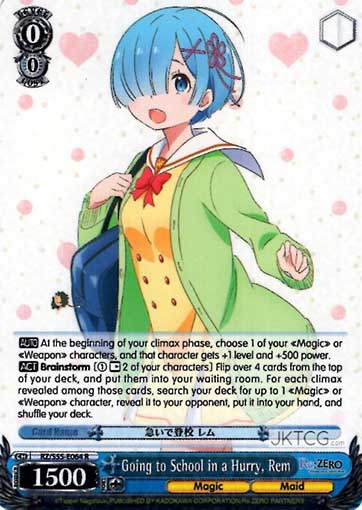 0
0
AUTO At the beginning of your climax phase, choose 1 of your «Magic» or
«Weapon» characters, and that character gets +1 level and +500 power.
ACT Brainstorm [① 2 of your characters] Flip over 4 cards from the top
of your deck, and put them into your waiting room. For each climax
revealed among those cards, search your deck for up to 1 «Magic» or
«Weapon» character, reveal it to your opponent, put it into your hand, and
shuffle your deck.
急いで登校 レム
JKTCG.com
RZ/S55-E064 R
1500
Going to School in a Hurry, Rem
Re:ZERO
Magic
Maid